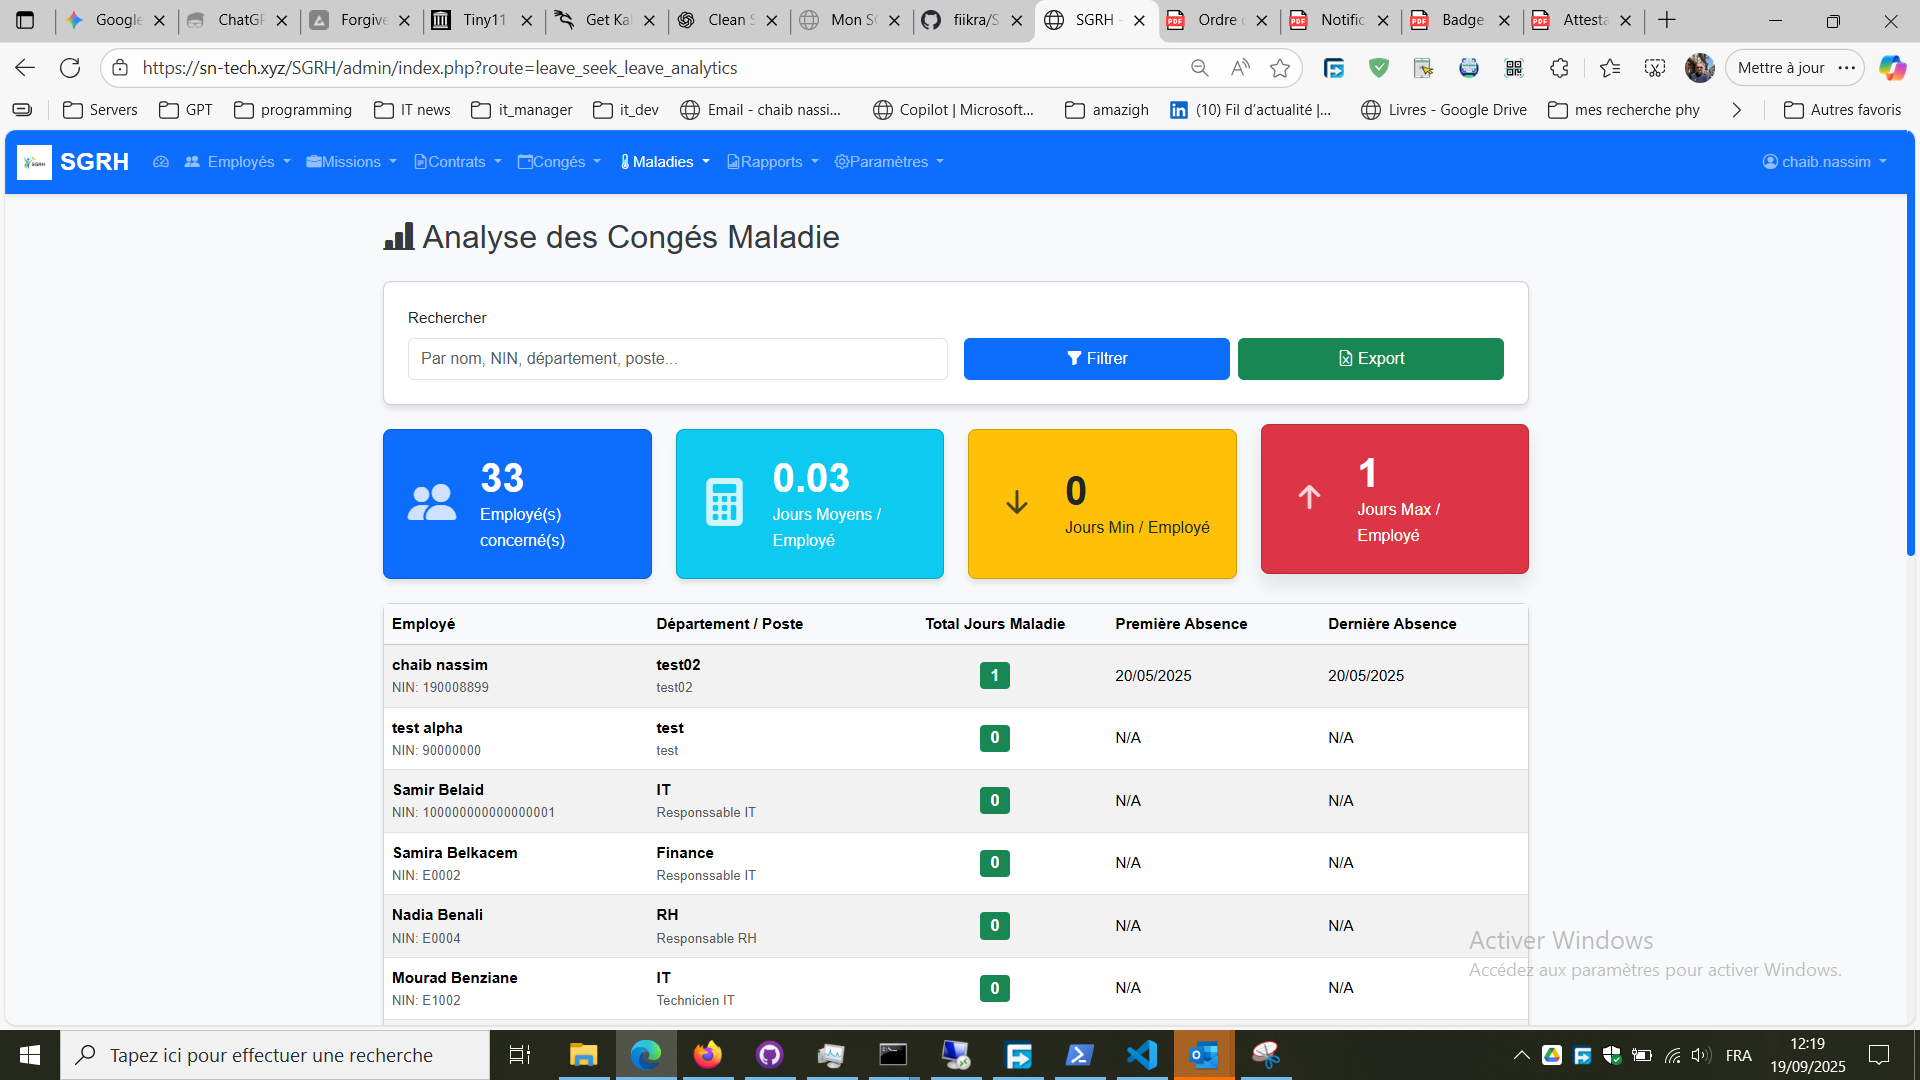 Google
ChatGP
Forgive
Tiny11
Get Ka
Clean S
Mon SG
fiikra/S
SGRH -
Ordre
Notific
Badge
Attesta
https://sn-tech.xyz/SGRH/admin/index.php?route=leave_seek_leave_analytics
Mettre à jour
Servers
GPT
programming
IT news
it_manager
it_dev
Email - chaib nassi...
Copilot | Microsoft...
amazigh
(10) Fil d'actualité |...
Livres - Google Drive
mes recherche phy
Autres favoris
SGRH
Employés
Missions
Contrats
Congés
Maladies
Rapports
Paramètres
chaib.nassim
Analyse des Congés Maladie
Rechercher
Par nom, NIN, département, poste...
Filtrer
Export
33
Employé(s)
concerné(s)
0.03
Jours Moyens /
Employé
0
Jours Min / Employé
1
Jours Max /
Employé
Employé Département / Poste Total Jours Maladie Première Absence Dernière Absence
chaib nassim test02 1 20/05/2025 20/05/2025
NIN: 190008899 test02
test alpha test 0 N/A N/A
NIN: 90000000 test
Samir Belaid IT 0 N/A N/A
NIN: 100000000000000001 Responssable IT
Samira Belkacem Finance 0 N/A N/A
NIN: E0002 Responssable IT
Nadia Benali RH 0 N/A N/A
NIN: E0004 Responsable RH
Mourad Benziane IT 0 N/A N/A
NIN: E1002 Technicien IT
Activer Windows
Accédez aux paramètres pour activer Windows.
Tapez ici pour effectuer une recherche
FRA
12:19
19/09/2025